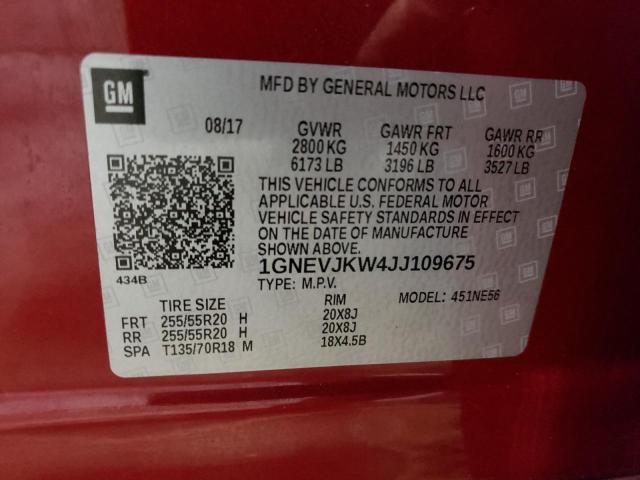 GM
MFD BY GENERAL MOTORS LLC
08/17 GVWR GAWR FRT GAWR RR
2800 KG 1450 KG 1600 KG
6173 LB 3196 LB 3527 LB
THIS VEHICLE CONFORMS TO ALL
APPLICABLE U.S. FEDERAL MOTOR
VEHICLE SAFETY STANDARDS IN EFFECT
ON THE DATE OF MANUFACTURE
SHOWN ABOVE.
434B
1GNEVJKW4JJ109675
TYPE: M.P.V. MODEL: 451NE56
TIRE SIZE RIM
FRT 255/55R20 H 20X8J
RR 255/55R20 H 20X8J
SPA T135/70R18 M 18X4.5B